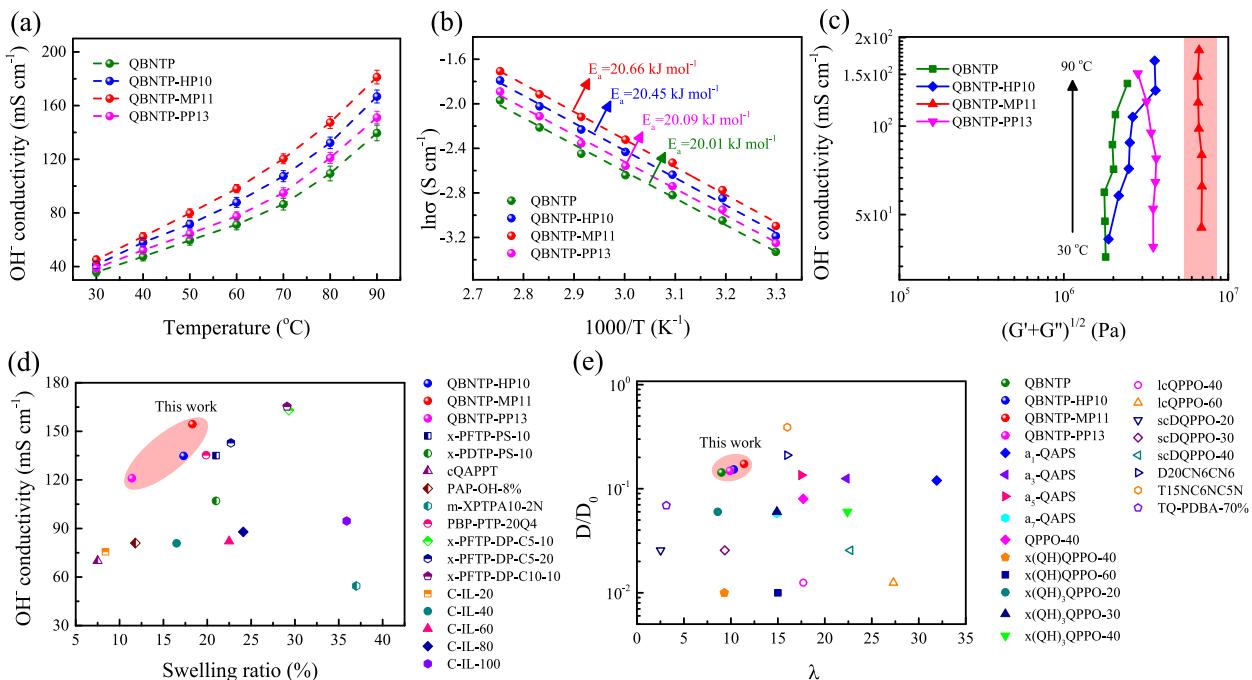 (a)
OH⁻ conductivity (mS cm⁻¹)
200
160
120
80
40
QBNTP
QBNTP-HP10
QBNTP-MP11
QBNTP-PP13
30 40 50 60 70 80 90
Temperature (°C)
(b)
lnσ (S cm⁻¹)
-1.6
-2.0
-2.4
-2.8
-3.2
-3.6
Eₐ=20.66 kJ mol⁻¹
Eₐ=20.45 kJ mol⁻¹
Eₐ=20.09 kJ mol⁻¹
Eₐ=20.01 kJ mol⁻¹
QBNTP
QBNTP-HP10
QBNTP-MP11
QBNTP-PP13
2.7 2.8 2.9 3.0 3.1 3.2 3.3
1000/T (K⁻¹)
(c)
OH⁻ conductivity (mS cm⁻¹)
2x10²
1.5x10²
10²
5x10¹
QBNTP
QBNTP-HP10
QBNTP-MP11
QBNTP-PP13
90 °C
30 °C
10⁵ 10⁶ 10⁷
(G'+G'')¹/² (Pa)
(d)
OH⁻ conductivity (mS cm⁻¹)
180
155
130
105
80
55
30
This work
5 10 15 20 25 30 35 40
Swelling ratio (%)
QBNTP-HP10
QBNTP-MP11
QBNTP-PP13
x-PFTP-PS-10
x-PDTP-PS-10
cQAPPT
PAP-OH-8%
m-XPTPA10-2N
PBP-PTP-20Q4
x-PFTP-DP-C5-10
x-PFTP-DP-C5-20
x-PFTP-DP-C10-10
C-IL-20
C-IL-40
C-IL-60
C-IL-80
C-IL-100
(e)
D/D₀
10⁰
10⁻¹
10⁻²
This work
0 5 10 15 20 25 30 35
λ
QBNTP
QBNTP-HP10
QBNTP-MP11
QBNTP-PP13
a₁-QAPS
a₃-QAPS
a₅-QAPS
a₇-QAPS
QPPO-40
x(QH)QPPO-40
x(QH)QPPO-60
x(QH)₃QPPO-20
x(QH)₃QPPO-30
x(QH)₃QPPO-40
lcQPPO-40
lcQPPO-60
scDQPPO-20
scDQPPO-30
scDQPPO-40
D20CN6CN6
T15NC6NC5N
TQ-PDBA-70%